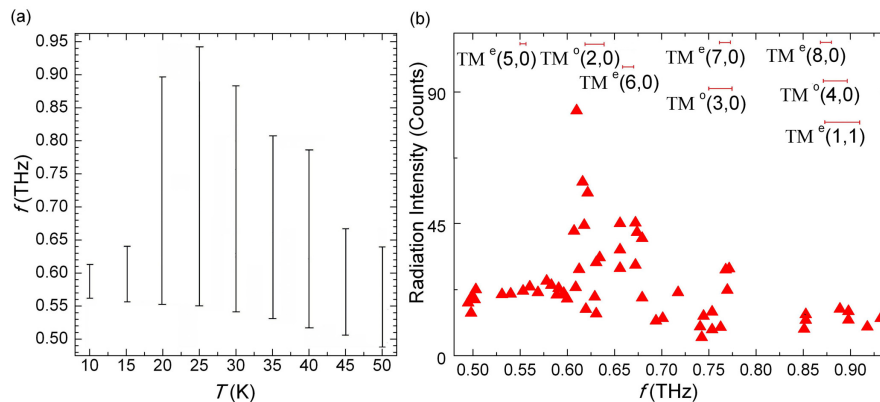 (a)
0.95
0.90
0.85
0.80
0.75
0.70
0.65
0.60
0.55
0.50
f(THz)
10 15 20 25 30 35 40 45 50
T(K)
(b)
90
45
0
Radiation Intensity (Counts)
TM e(5,0) TM o(2,0) TM e(7,0) TM e(8,0)
TM e(6,0)
TM o(3,0) TM o(4,0)
TM e(1,1)
0.50 0.55 0.60 0.65 0.70 0.75 0.80 0.85 0.90
f(THz)